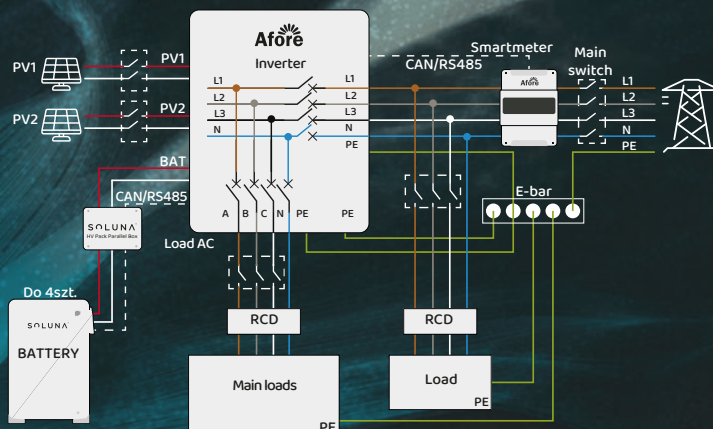 Afore
Inverter
Smartmeter
Main
switch
CAN/RS485
PV1
PV1
PV2
PV2
BAT
CAN/RS485
L1
L2
L3
N
L1
L2
L3
N
PE
Afore
L1
L2
L3
N
PE
E-bar
A
B
C
N
PE
PE
Load AC
SOLUNA
HV Pack Parallel Box
Do 4szt.
SOLUNA
BATTERY
RCD
RCD
Main loads
PE
Load
PE